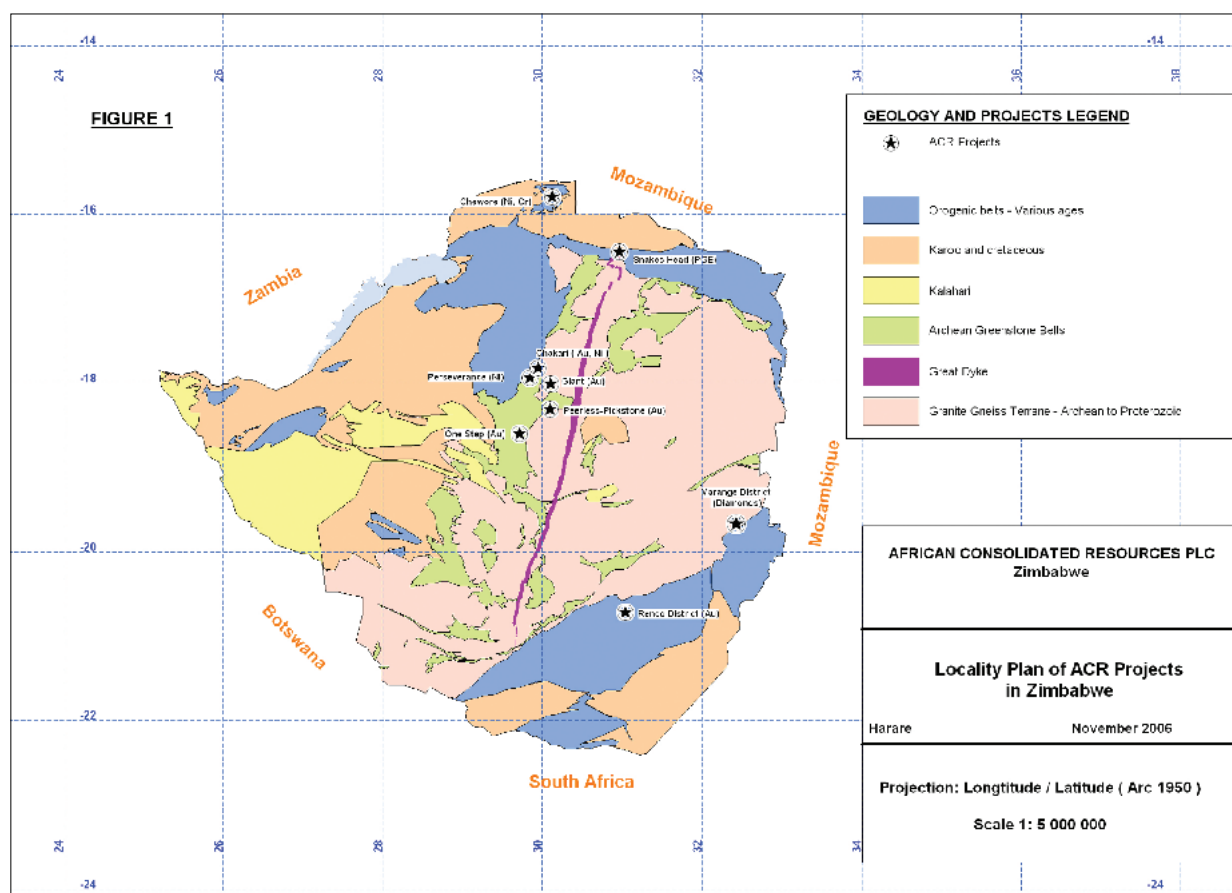 -14
-14
24
26
28
30
32
34
36
38
FIGURE 1
GEOLOGY AND PROJECTS LEGEND
ACR Projects
Orogenic belts - Various ages
Karoo and cretaceous
Kalahari
Archean Greenstone Belts
Great Dyke
Granite Gneiss Terrane - Archean to Proterozoic
Mozambique
Chewore (Ni, Cr)
-16
Snakes Head (PGE)
Zambia
Chakari ( Au, Ni )
Perseverance (Ni)
Giant (Au)
-18
Peerless-Pickstone (Au)
One Step (Au)
Mozambique
Marange District
(Diamonds)
-20
AFRICAN CONSOLIDATED RESOURCES PLC
Zimbabwe
Renco District (Au)
Botswana
Locality Plan of ACR Projects
in Zimbabwe
-22
Harare
November 2006
South Africa
Projection: Longtitude / Latitude ( Arc 1950 )
Scale 1: 5 000 000
24
26
28
30
32
34
36
38
-24
-24